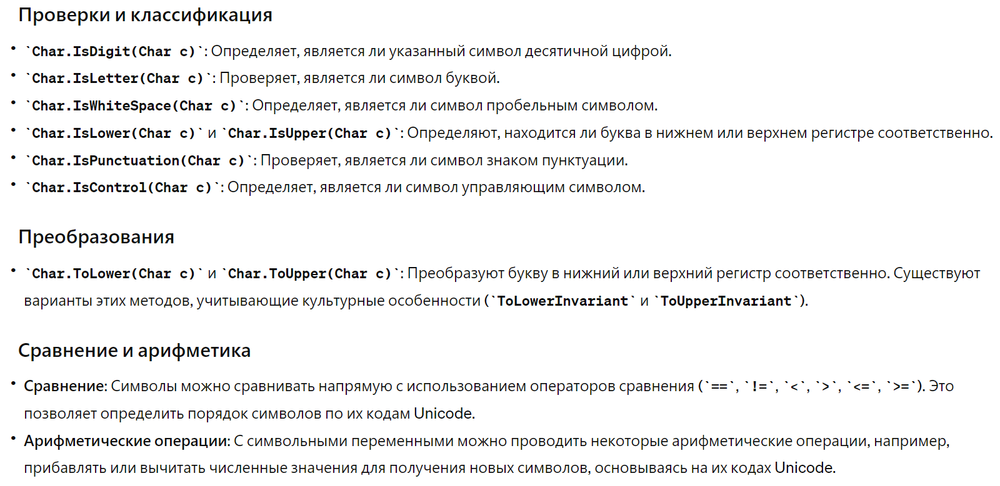 Проверки и классификация
• `Char.IsDigit(Char c)`: Определяет, является ли указанный символ десятичной цифрой.
• `Char.IsLetter(Char c)`: Проверяет, является ли символ буквой.
• `Char.IsWhiteSpace(Char c)`: Определяет, является ли символ пробельным символом.
• `Char.IsLower(Char c)` и `Char.IsUpper(Char c)`: Определяют, находится ли буква в нижнем или верхнем регистре соответственно.
• `Char.IsPunctuation(Char c)`: Проверяет, является ли символ знаком пунктуации.
• `Char.IsControl(Char c)`: Определяет, является ли символ управляющим символом.
Преобразования
• `Char.ToLower(Char c)` и `Char.ToUpper(Char c)`: Преобразуют букву в нижний или верхний регистр соответственно. Существуют
варианты этих методов, учитывающие культурные особенности (`ToLowerInvariant` и `ToUpperInvariant`).
Сравнение и арифметика
• Сравнение: Символы можно сравнивать напрямую с использованием операторов сравнения (`==`, `!=`, `<`, `>`, `<=`, `>=`). Это
позволяет определить порядок символов по их кодам Unicode.
• Арифметические операции: С символьными переменными можно проводить некоторые арифметические операции, например,
прибавлять или вычитать численные значения для получения новых символов, основываясь на их кодах Unicode.